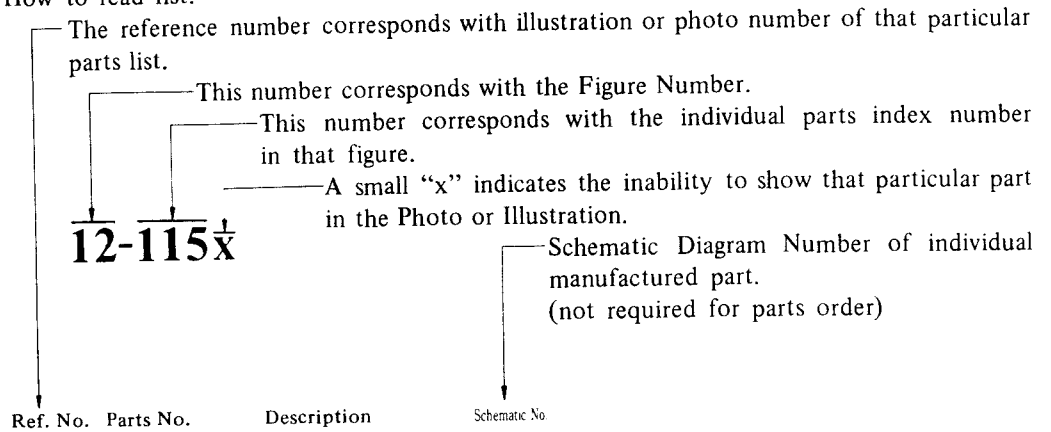 How to read list.
The reference number corresponds with illustration or photo number of that particular
parts list.
This number corresponds with the Figure Number.
This number corresponds with the individual parts index number
in that figure.
A small “x” indicates the inability to show that particular part
in the Photo or Illustration.
12-115x
Schematic Diagram Number of individual
manufactured part.
(not required for parts order)
Ref. No. Parts No. Description Schematic No.